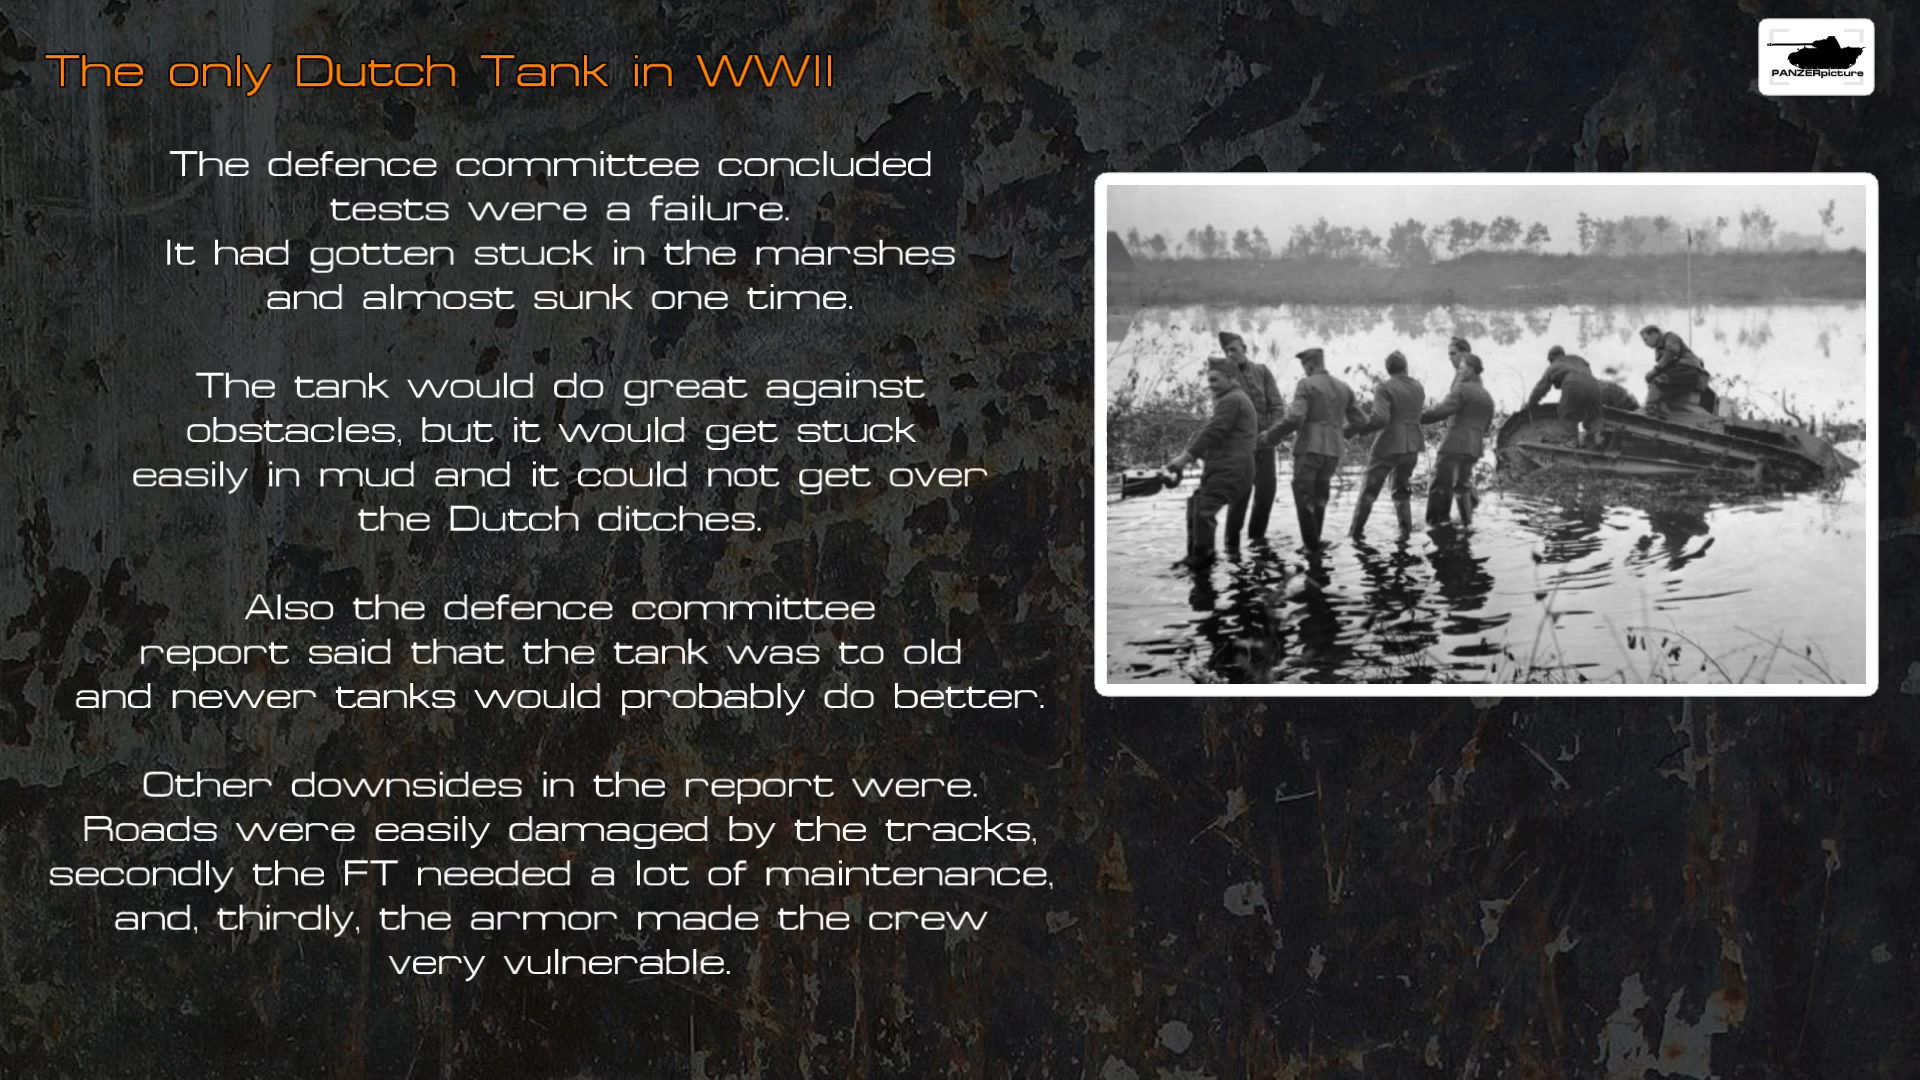 The only Dutch Tank in WWII
PANZERpicture
The defence committee concluded
tests were a failure.
It had gotten stuck in the marshes
and almost sunk one time.
The tank would do great against
obstacles, but it would get stuck
easily in mud and it could not get over
the Dutch ditches.
Also the defence committee
report said that the tank was to old
and newer tanks would probably do better.
Other downsides in the report were.
Roads were easily damaged by the tracks,
secondly the FT needed a lot of maintenance,
and, thirdly, the armor made the crew
very vulnerable.